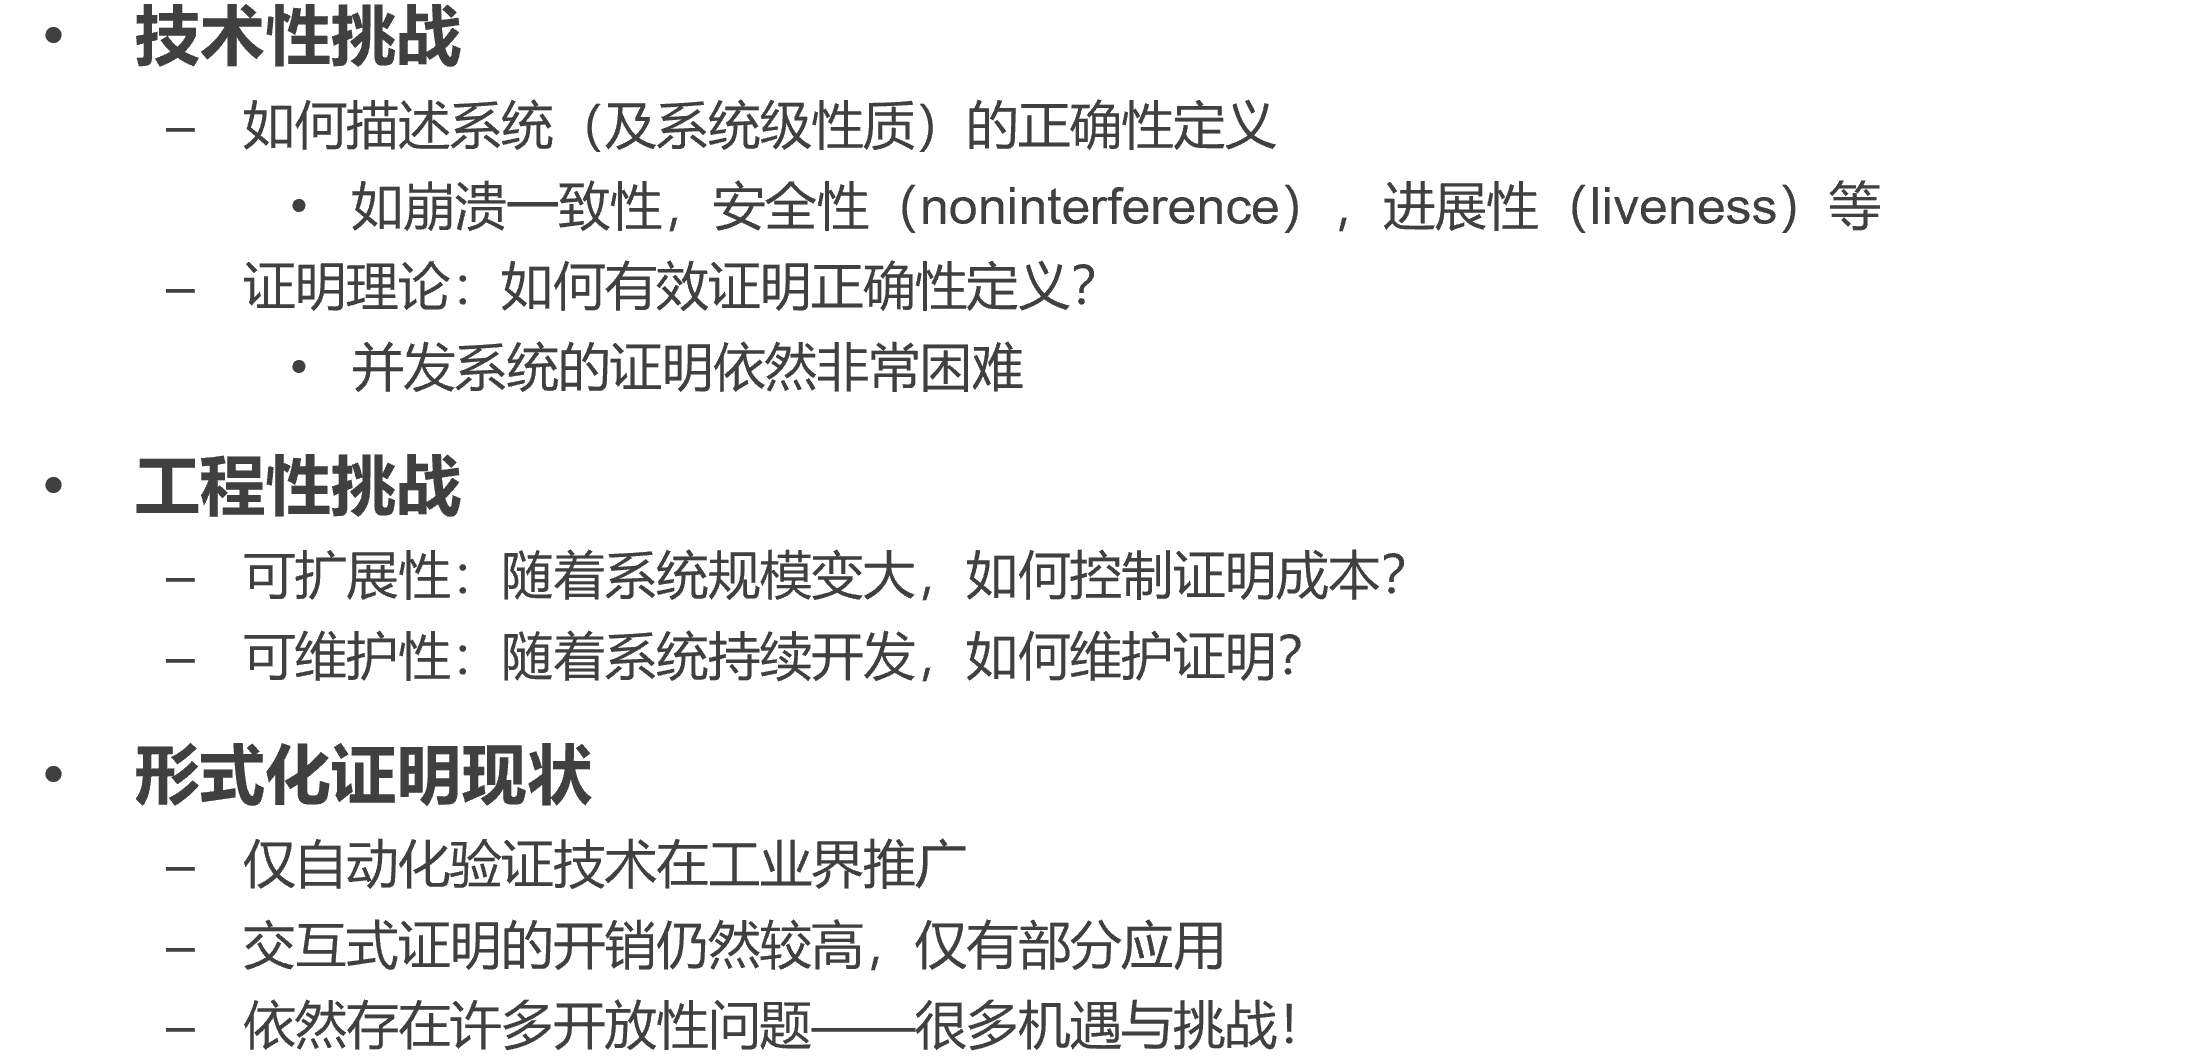 • 技术性挑战
– 如何描述系统（及系统级性质）的正确性定义
• 如崩溃一致性，安全性（noninterference），进展性（liveness）等
– 证明理论：如何有效证明正确性定义？
• 并发系统的证明依然非常困难
• 工程性挑战
– 可扩展性：随着系统规模变大，如何控制证明成本？
– 可维护性：随着系统持续开发，如何维护证明？
• 形式化证明现状
– 仅自动化验证技术在工业界推广
– 交互式证明的开销仍然较高，仅有部分应用
– 依然存在许多开放性问题——很多机遇与挑战！